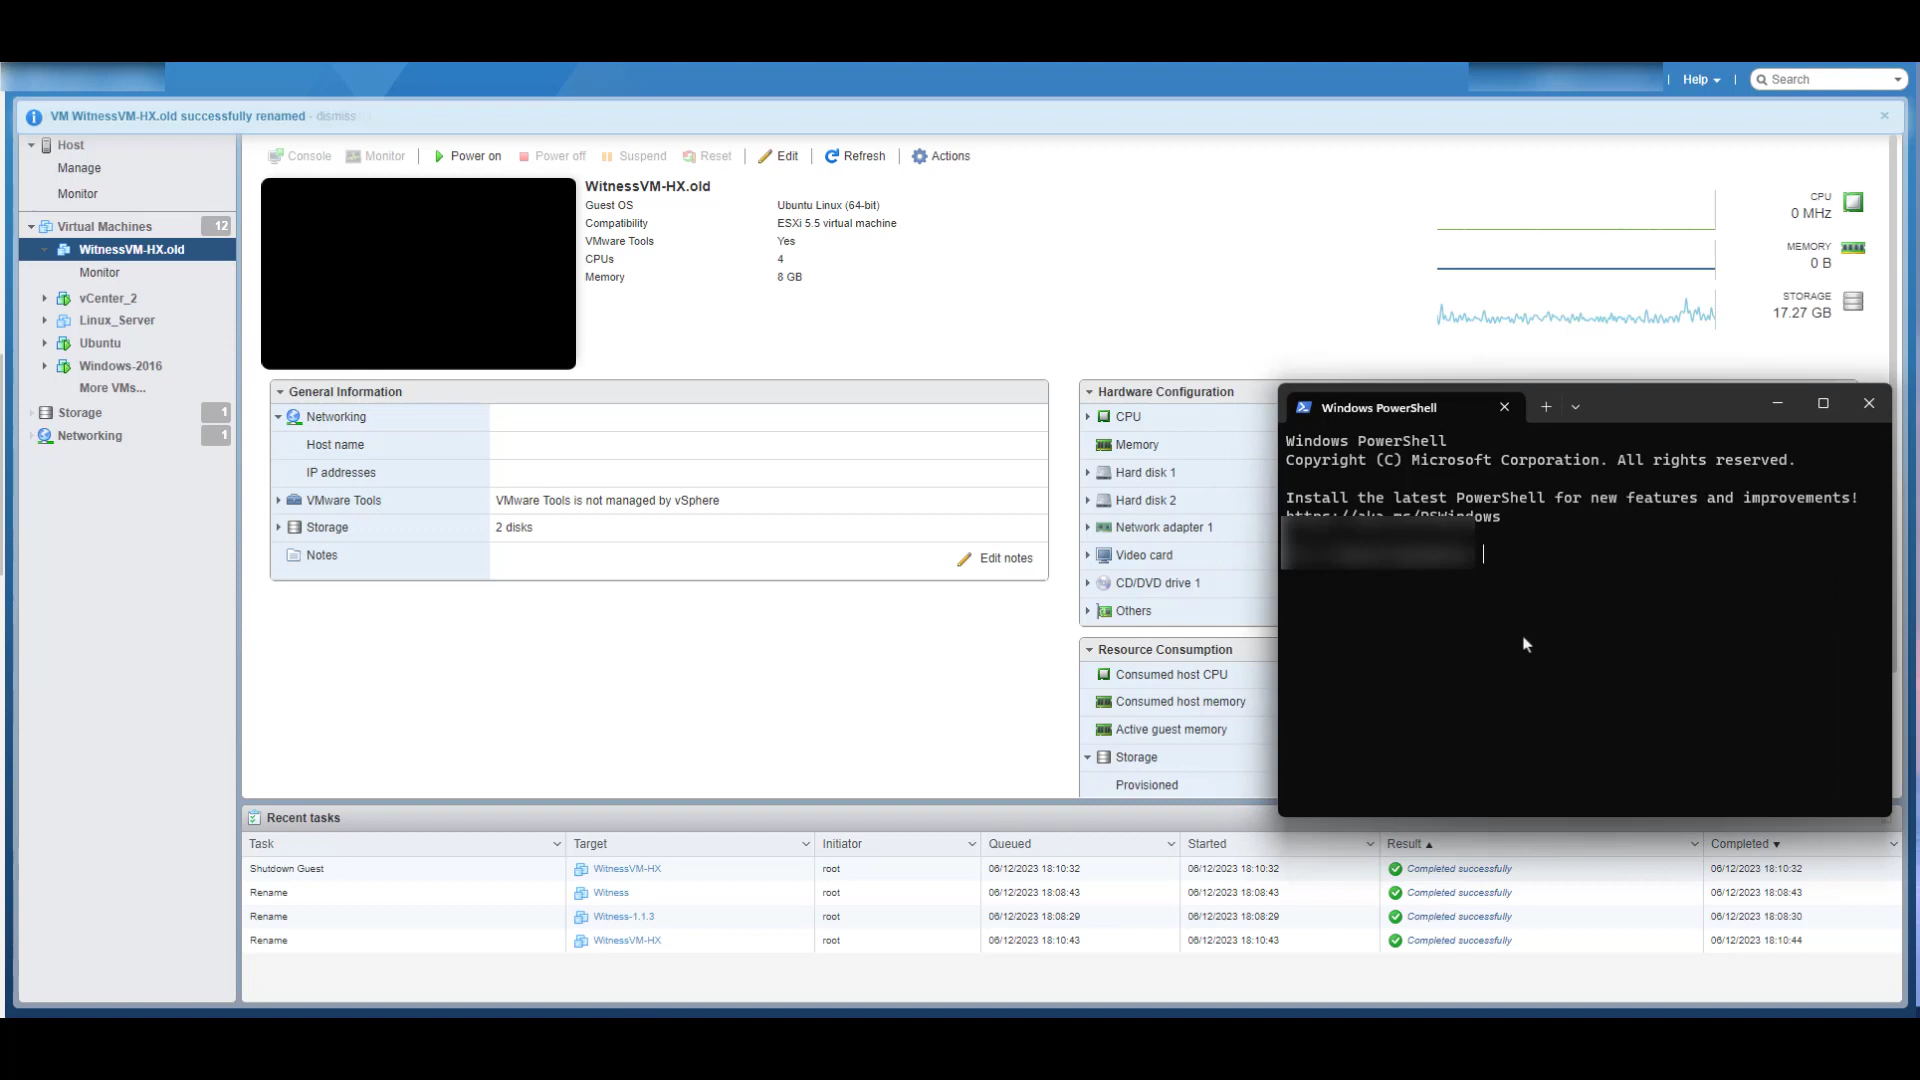 Help
Search
VM WitnessVM-HX.old successfully renamed - dismiss
Host
Manage
Monitor
Virtual Machines 12
WitnessVM-HX.old
Monitor
vCenter_2
Linux_Server
Ubuntu
Windows-2016
More VMs...
Storage 1
Networking 1
Console Monitor Power on Power off Suspend Reset Edit Refresh Actions
WitnessVM-HX.old
Guest OS Ubuntu Linux (64-bit)
Compatibility ESXi 5.5 virtual machine
VMware Tools Yes
CPUs 4
Memory 8 GB
CPU
0 MHz
MEMORY
0 B
STORAGE
17.27 GB
General Information
Networking
Host name
IP addresses
VMware Tools VMware Tools is not managed by vSphere
Storage 2 disks
Notes Edit notes
Hardware Configuration
CPU
Memory
Hard disk 1
Hard disk 2
Network adapter 1
Video card
CD/DVD drive 1
Others
Resource Consumption
Consumed host CPU
Consumed host memory
Active guest memory
Storage
Provisioned
Windows PowerShell
Windows PowerShell
Copyright (C) Microsoft Corporation. All rights reserved.
Install the latest PowerShell for new features and improvements!
https://aka.ms/PSWindows
Recent tasks
Task Target Initiator Queued Started Result Completed
Shutdown Guest WitnessVM-HX root 06/12/2023 18:10:32 06/12/2023 18:10:32 Completed successfully 06/12/2023 18:10:32
Rename Witness root 06/12/2023 18:08:43 06/12/2023 18:08:43 Completed successfully 06/12/2023 18:08:43
Rename Witness-1.1.3 root 06/12/2023 18:08:29 06/12/2023 18:08:29 Completed successfully 06/12/2023 18:08:30
Rename WitnessVM-HX root 06/12/2023 18:10:43 06/12/2023 18:10:43 Completed successfully 06/12/2023 18:10:44